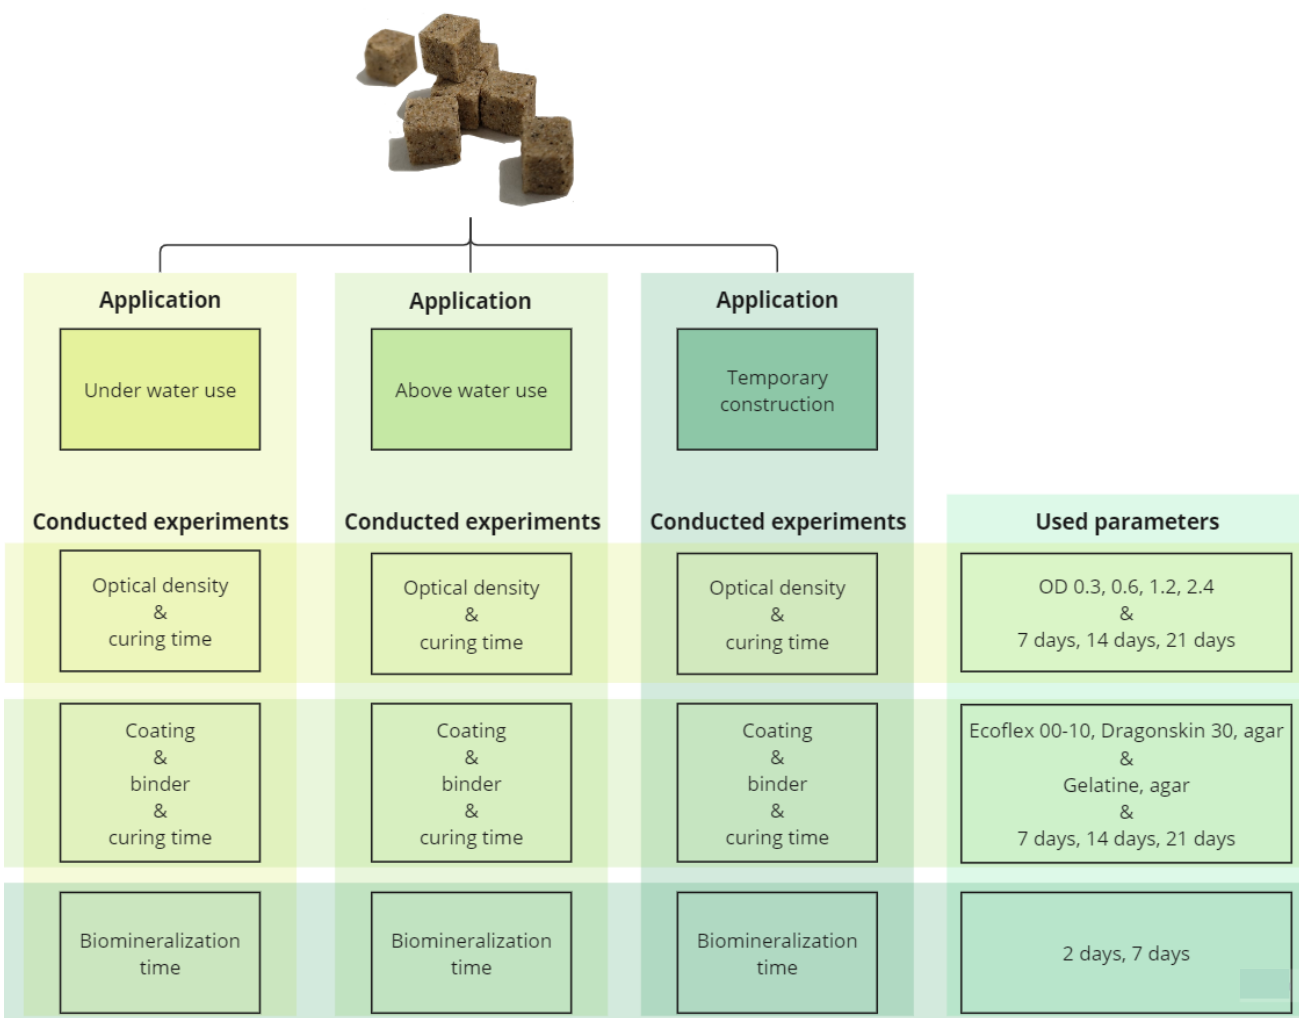 Application
Application
Application
Under water use
Above water use
Temporary
construction
Conducted experiments
Conducted experiments
Conducted experiments
Used parameters
Optical density
&
curing time
Optical density
&
curing time
Optical density
&
curing time
OD 0.3, 0.6, 1.2, 2.4
&
7 days, 14 days, 21 days
Coating
&
binder
&
curing time
Coating
&
binder
&
curing time
Coating
&
binder
&
curing time
Ecoflex 00-10, Dragonskin 30, agar
&
Gelatine, agar
&
7 days, 14 days, 21 days
Biomineralization
time
Biomineralization
time
Biomineralization
time
2 days, 7 days